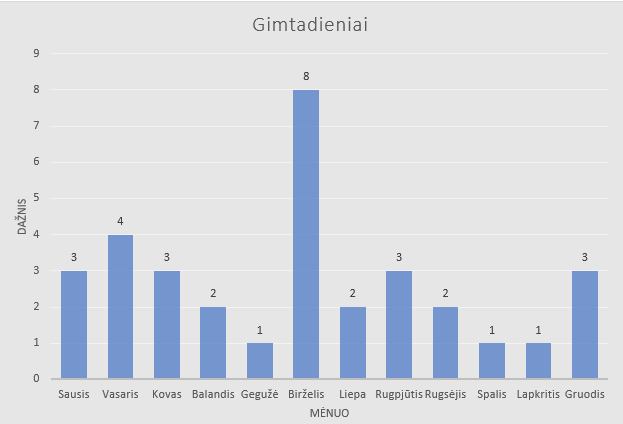 Gimtadieniai
9
8
7
6
5
4
3
2
1
0
DAŽNIS
3 4 3 2 1 8 2 3 2 1 1 3
Sausis Vasaris Kovas Balandis Gegužė Birželis Liepa Rugpjūtis Rugsėjis Spalis Lapkritis Gruodis
MĖNUO